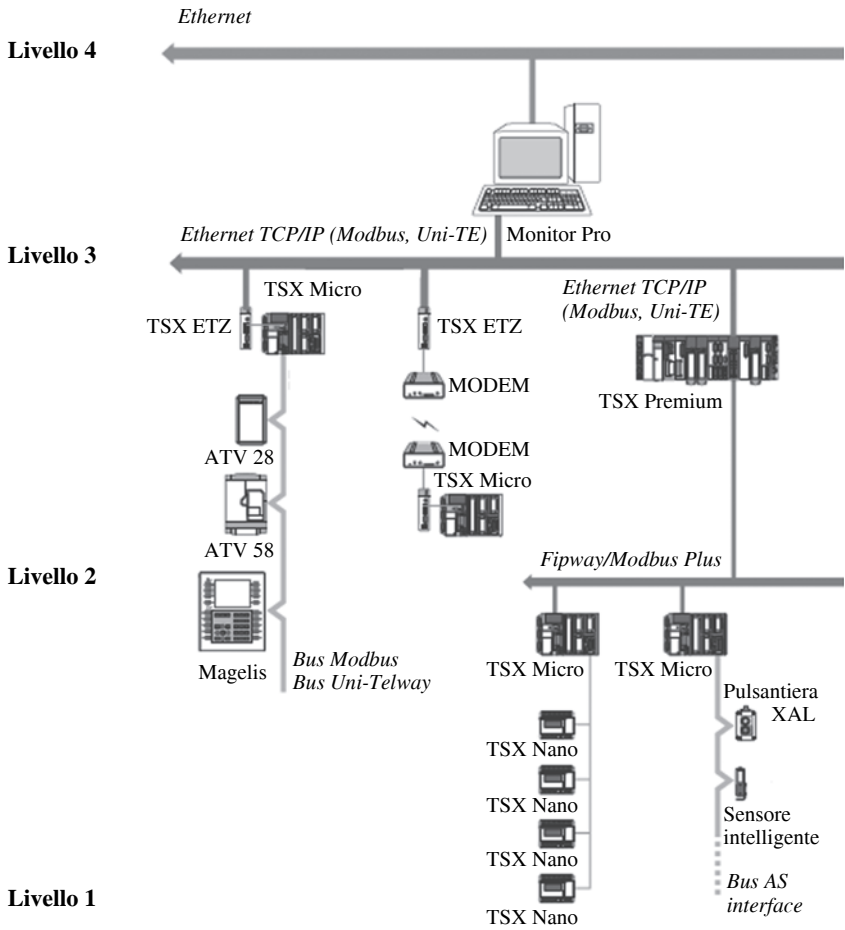 Ethernet
Livello 4
Ethernet TCP/IP (Modbus, Uni-TE)
Monitor Pro
Livello 3
TSX Micro
Ethernet TCP/IP
(Modbus, Uni-TE)
TSX ETZ
TSX ETZ
MODEM
TSX Premium
MODEM
ATV 28
TSX Micro
ATV 58
Livello 2
Fipway/Modbus Plus
Magelis
Bus Modbus
Bus Uni-Telway
TSX Micro
TSX Micro
Pulsantiera
XAL
TSX Nano
TSX Nano
Sensore
intelligente
TSX Nano
Bus AS
interface
Livello 1
TSX Nano